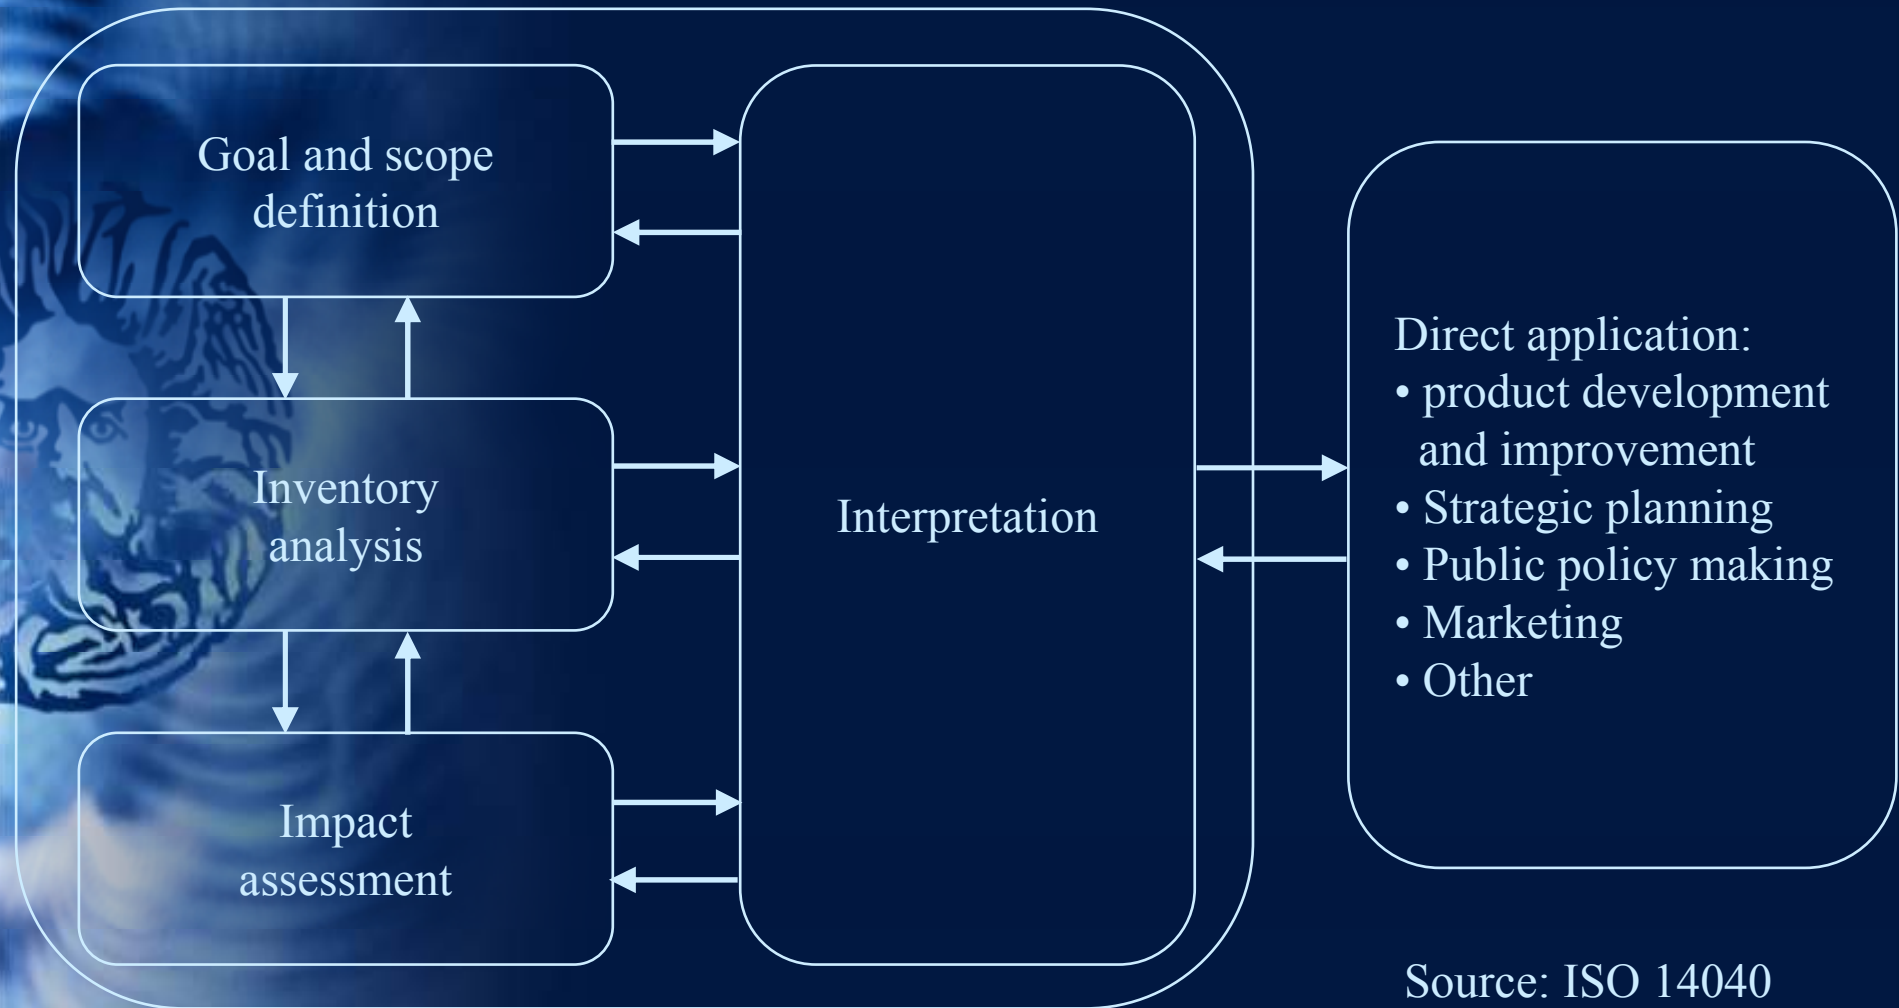 Goal and scope
definition
Inventory
analysis
Impact
assessment
Interpretation
Direct application:
• product development
and improvement
• Strategic planning
• Public policy making
• Marketing
• Other
Source: ISO 14040